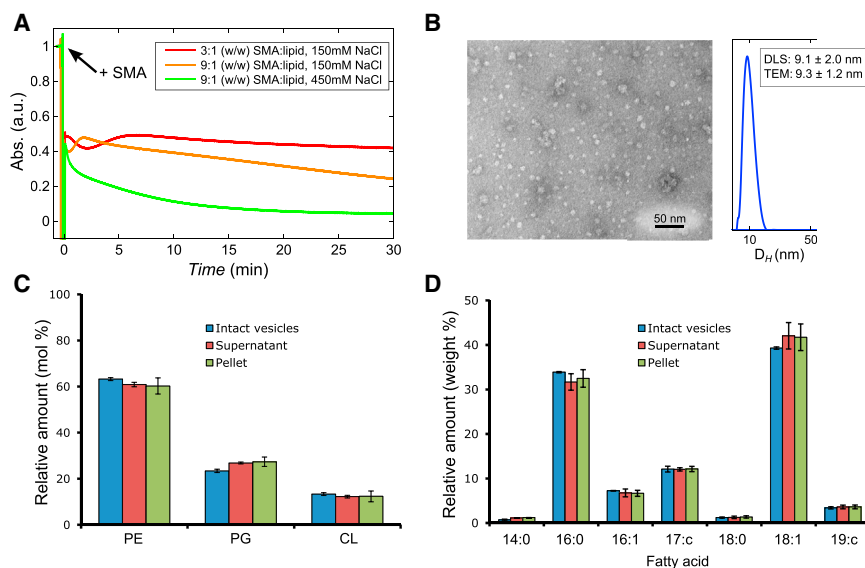 A
Abs. (a.u.)
1
0.8
0.6
0.4
0.2
0
+ SMA
3:1 (w/w) SMA:lipid, 150mM NaCl
9:1 (w/w) SMA:lipid, 150mM NaCl
9:1 (w/w) SMA:lipid, 450mM NaCl
0 5 10 15 20 25 30
Time (min)
B
50 nm
DLS: 9.1 ± 2.0 nm
TEM: 9.3 ± 1.2 nm
10 50
DH (nm)
C
Relative amount (mol %)
100
80
60
40
20
0
Intact vesicles
Supernatant
Pellet
PE PG CL
D
Relative amount (weight %)
50
40
30
20
10
0
Intact vesicles
Supernatant
Pellet
14:0 16:0 16:1 17:c 18:0 18:1 19:c
Fatty acid